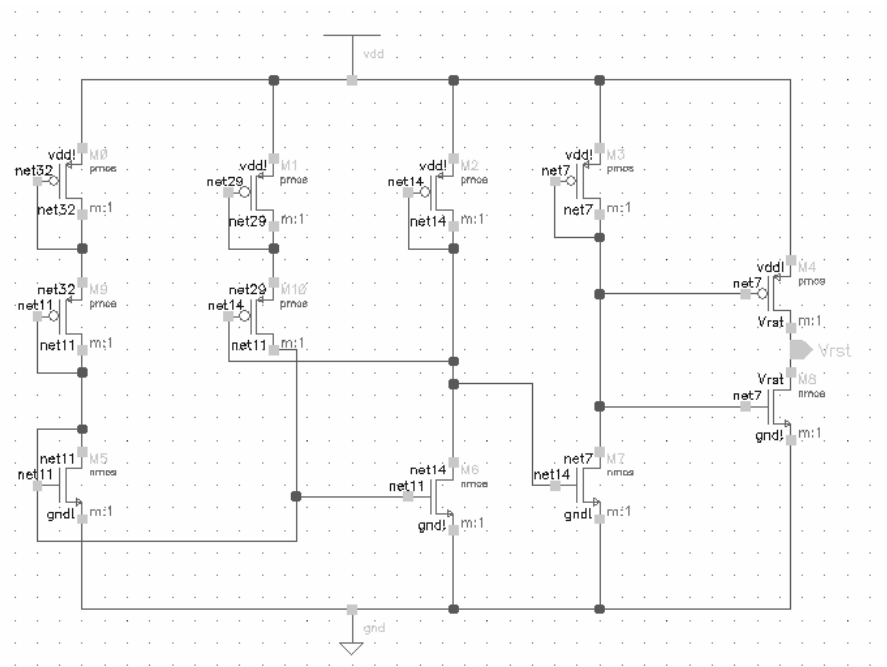 vdd
vdd!
M0
net32
pmos
net32
m:1
vdd!
M1
net29
pmos
net29
m:1
vdd!
M2
net14
pmos
net14
m:1
vdd!
M3
net7
pmos
net7
m:1
vdd!
M4
net7
pmos
Vrst
m:1
net32
M9
net11
pmos
net11
m:1
net29
M10
net14
pmos
net11
m:1
Vrst
Vrst
M8
net7
nmos
gnd!
m:1
net11
M5
net11
nmos
gnd!
m:1
net14
M6
net11
nmos
gnd!
m:1
net7
M7
net14
nmos
gnd!
m:1
gnd